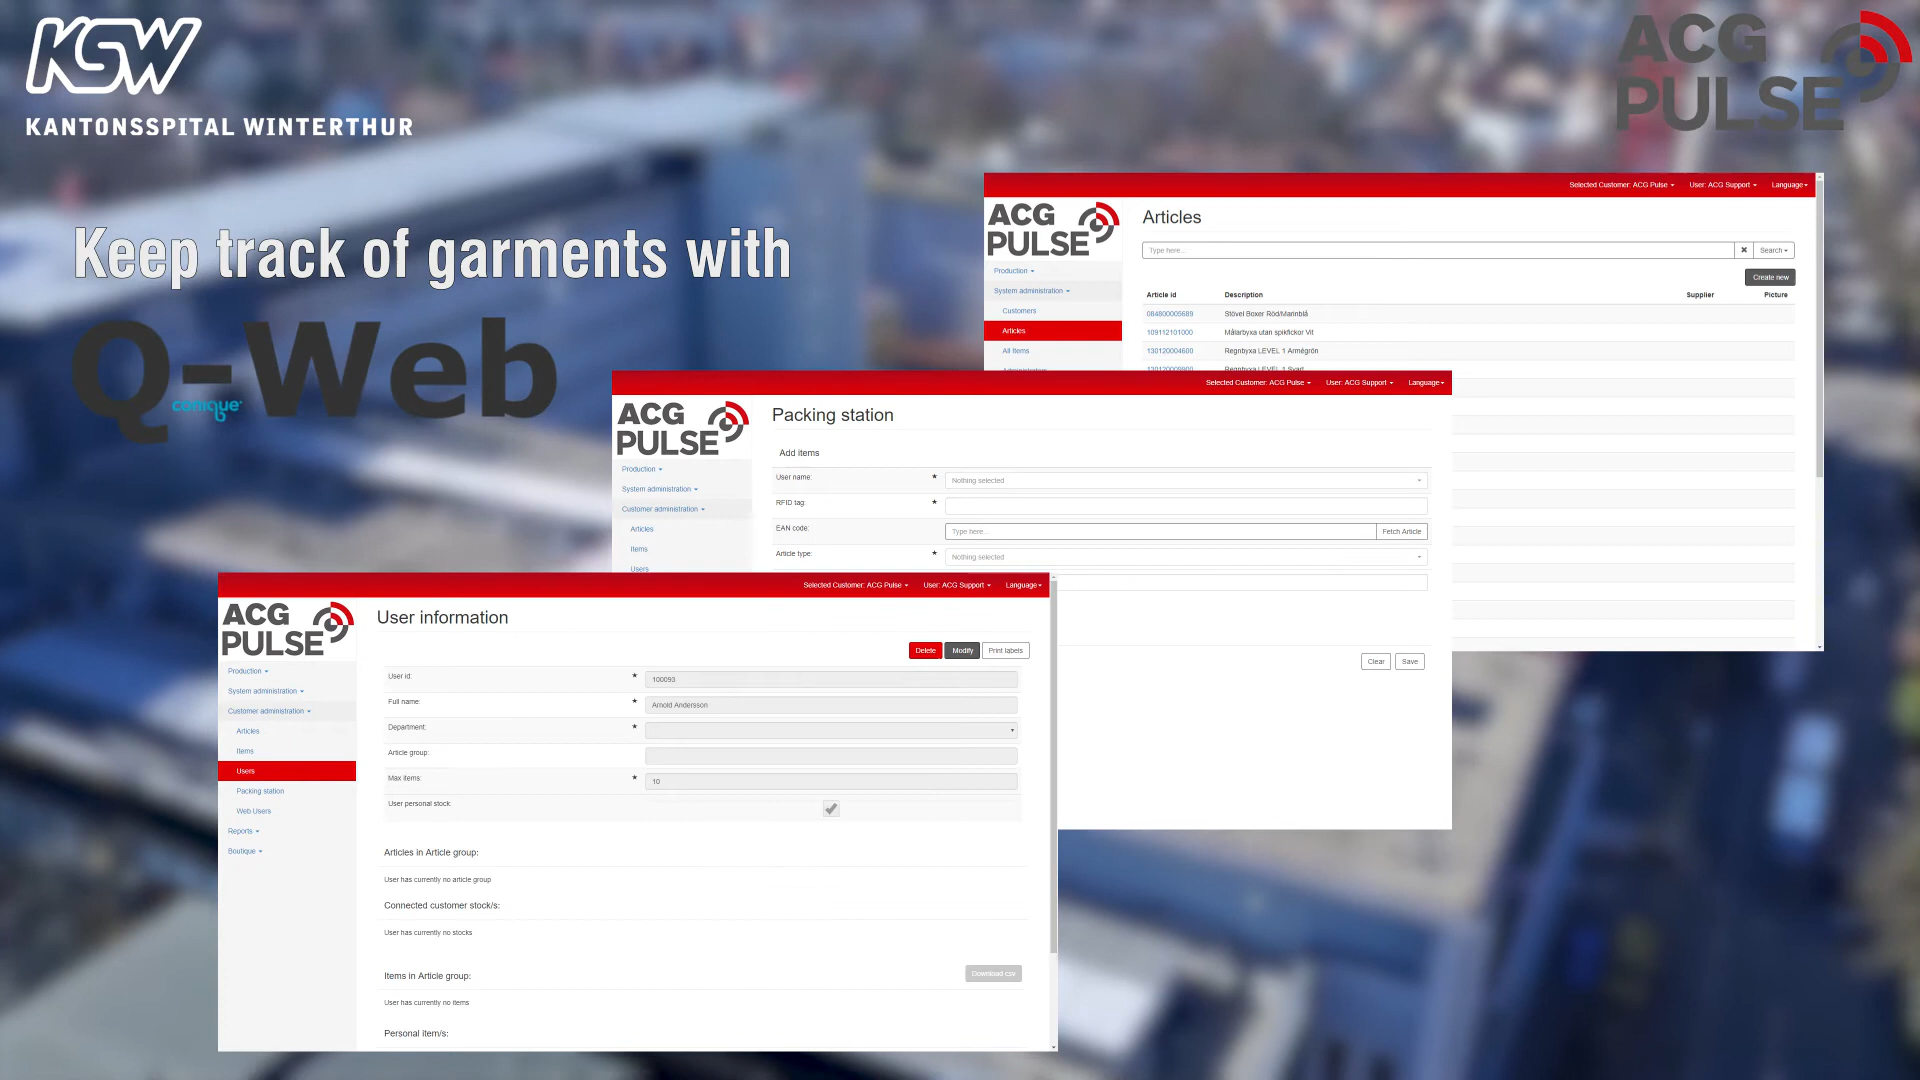 KSW
KANTONSSPITAL WINTERTHUR
ACG
PULSE
Keep track of garments with
Q-Web
conique
Selected Customer: ACG Pulse
User: ACG Support
Language
ACG
PULSE
Articles
Type here...
Search
Create new
Production
System administration
Customers
Articles
All Items
Article id
Description
Supplier
Picture
084800005689
Stövel Boxer Röd/Marinblå
109112101000
Målarbyxa utan spikfickor Vit
130120004600
Regnbyxa LEVEL 1 Armégrön
130120009900
Regnbyxa LEVEL 1 Svart
Selected Customer: ACG Pulse
User: ACG Support
Language
ACG
PULSE
Packing station
Production
System administration
Customer administration
Articles
Items
Users
Add items
User name:
★
Nothing selected
RFID tag:
★
EAN code:
Type here...
Fetch Article
Article type:
★
Nothing selected
Clear
Save
Selected Customer: ACG Pulse
User: ACG Support
Language
ACG
PULSE
User information
Delete
Modify
Print labels
Production
System administration
Customer administration
Articles
Items
Users
Packing station
Web Users
Reports
Boutique
User id:
★
100093
Full name:
★
Arnold Andersson
Department:
★
Article group:
Max items:
★
10
User personal stock:
Articles in Article group:
User has currently no article group
Connected customer stock/s:
User has currently no stocks
Items in Article group:
Download csv
User has currently no items
Personal item/s: